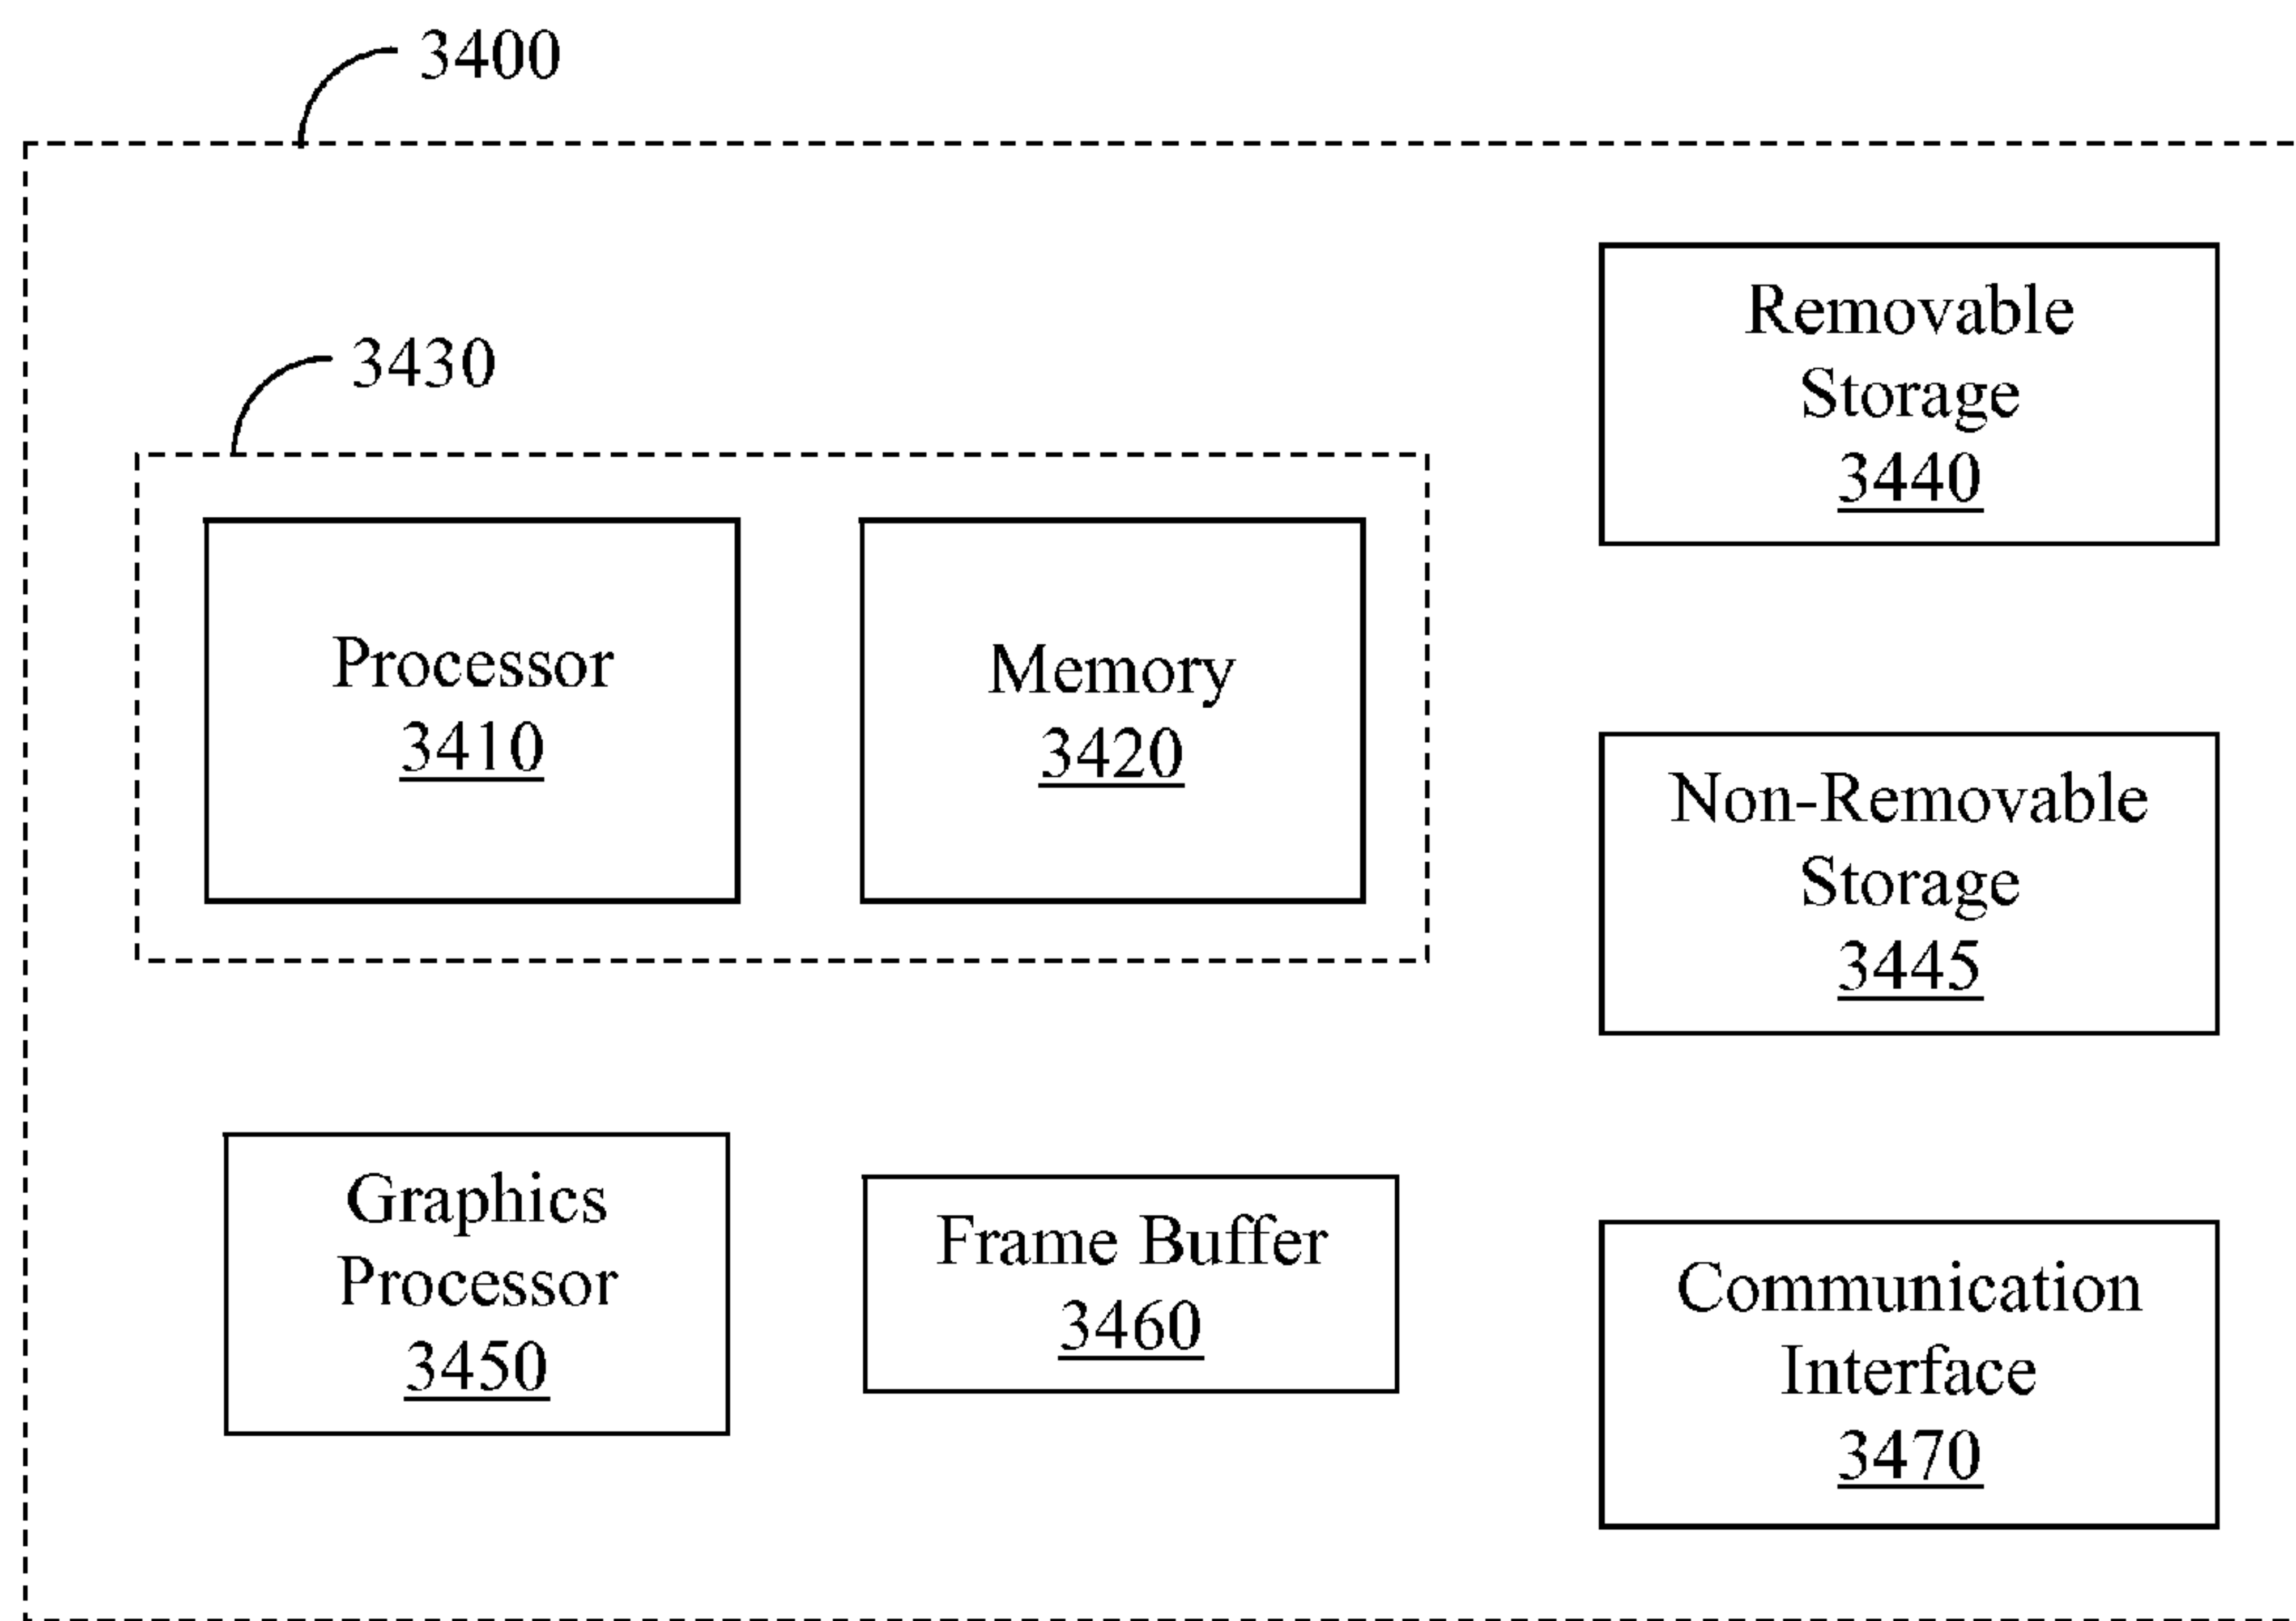 3400
3430
Processor
3410
Memory
3420
Removable
Storage
3440
Non-Removable
Storage
3445
Graphics
Processor
3450
Frame Buffer
3460
Communication
Interface
3470